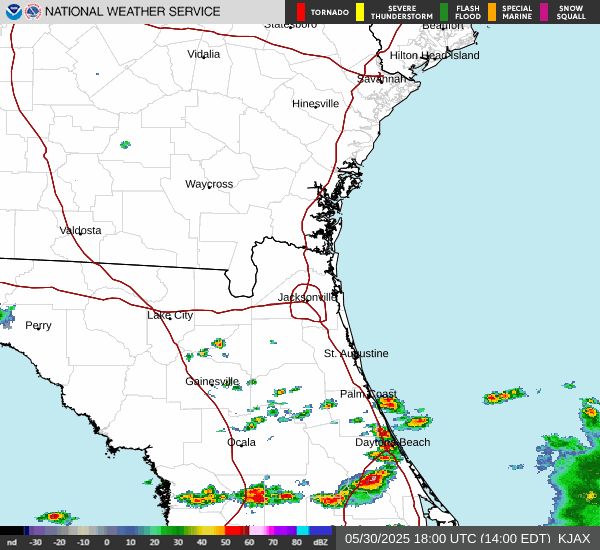 NATIONAL WEATHER SERVICE
TORNADO
SEVERE
THUNDERSTORM
FLASH
FLOOD
SPECIAL
MARINE
SNOW
SQUALL
Statesboro
Beaufort
Vidalia
Hilton Head Island
Savannah
Hinesville
Waycross
Valdosta
Jacksonville
Lake City
Perry
St. Augustine
Gainesville
Palm Coast
Ocala
Daytona Beach
nd -30 -20 -10 0 10 20 30 40 50 60 70 80 dBZ
05/30/2025 18:00 UTC (14:00 EDT) KJAX